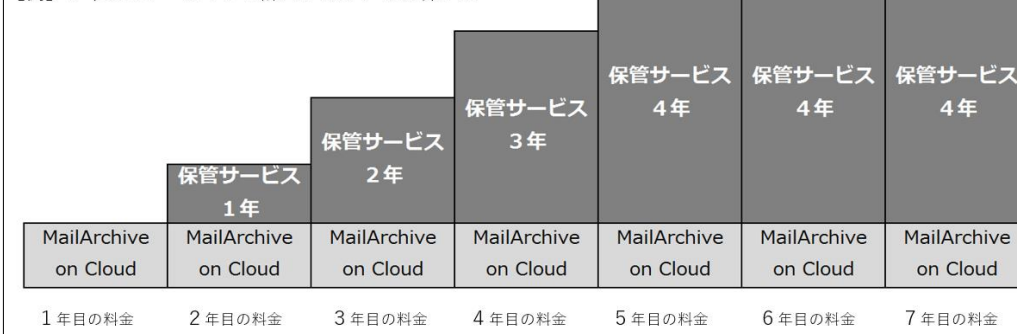 保管サービス 保管サービス 保管サービス
4年 4年 4年
保管サービス
3年
保管サービス
2年
保管サービス
1年
MailArchive MailArchive MailArchive MailArchive MailArchive MailArchive MailArchive
on Cloud on Cloud on Cloud on Cloud on Cloud on Cloud on Cloud
1年目の料金 2年目の料金 3年目の料金 4年目の料金 5年目の料金 6年目の料金 7年目の料金